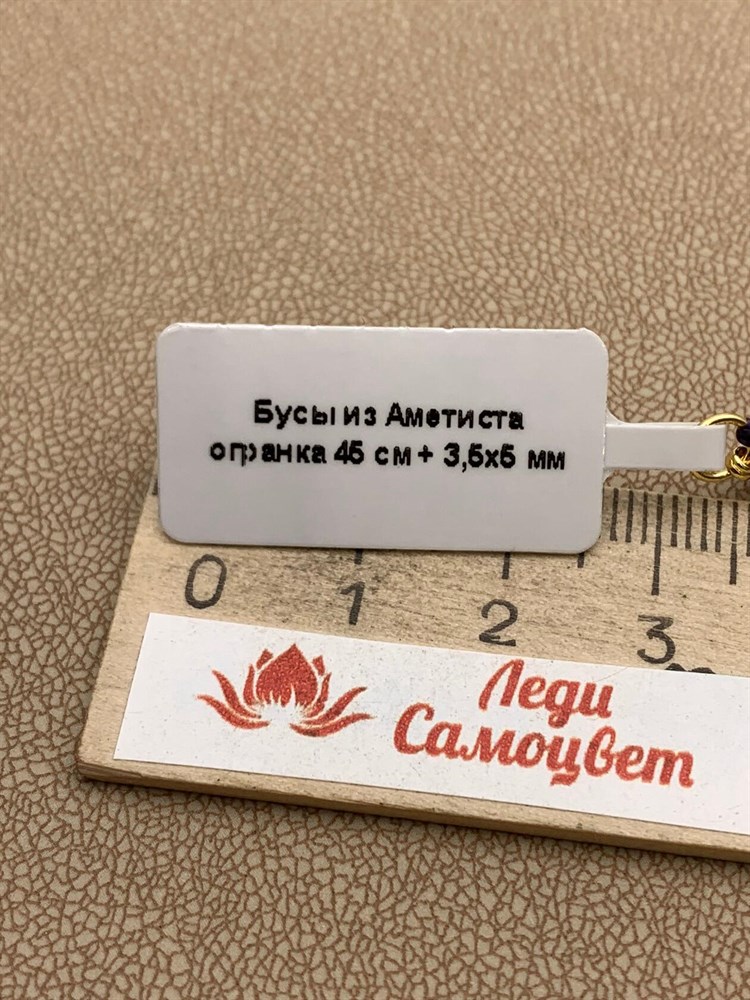 Бусы из Аметиста
огранка 45 см + 3,5х5 мм
0 1 2 3
Леди
Самоцвет